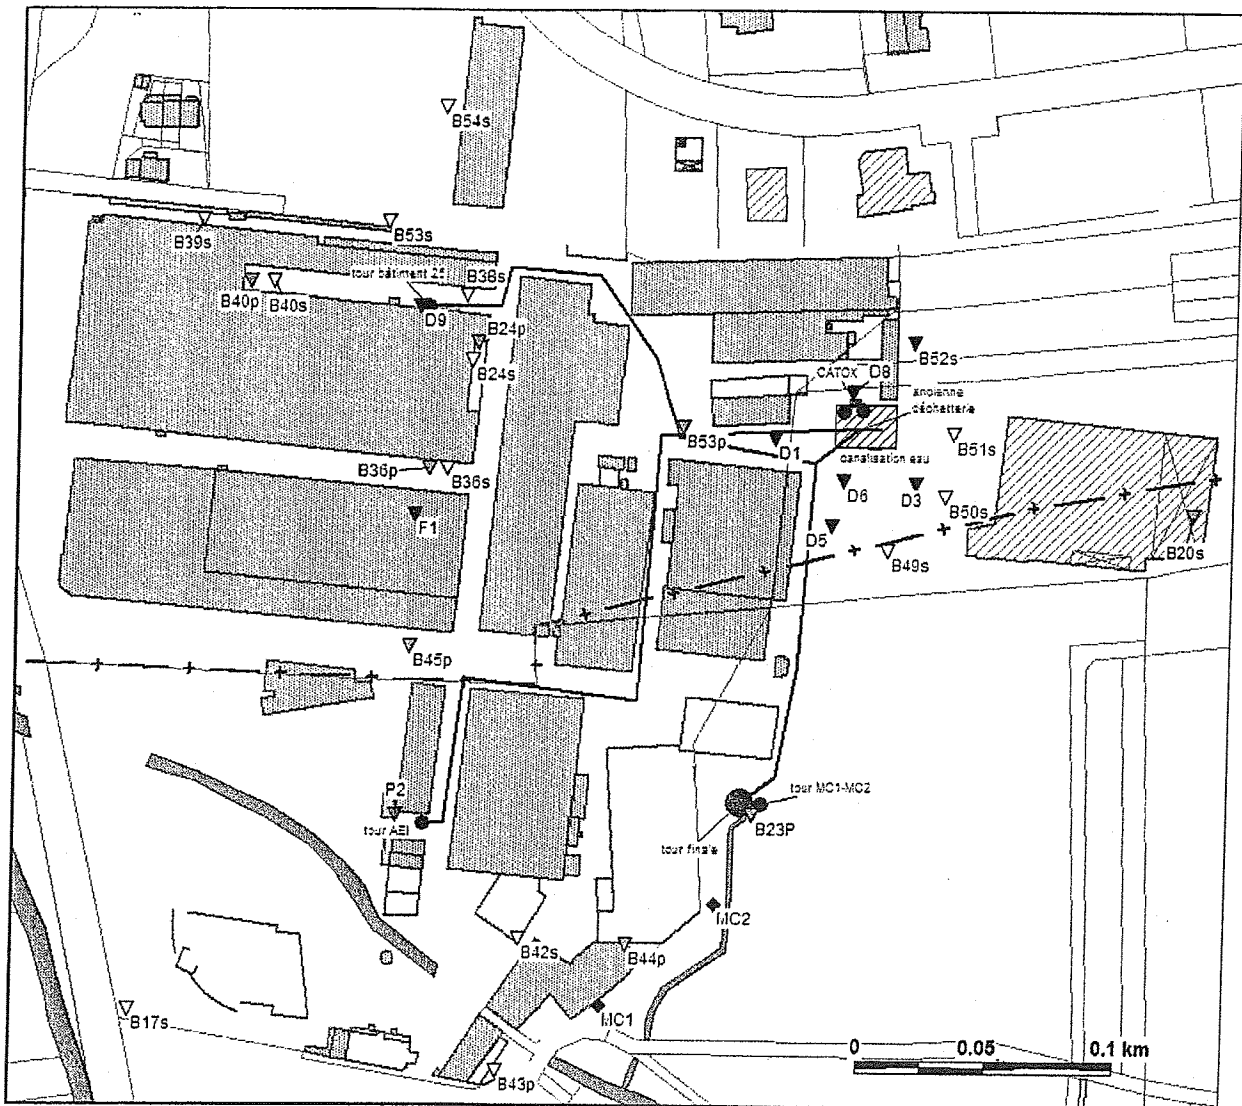 B54s
B39s
B53s
tour bâtiment 25
B38s
B40p
B40s
D9
B24p
B24s
B52s
CATOX
D8
ancienne
déchetterie
B53p
D1
B51s
canalisation eau
B36p
B36s
D6
D3
B50s
F1
D5
B49s
B20s
B45p
P2
tour AEI
tour MC1-MC2
B23P
tour finale
MC2
B42s
B44p
B17s
MC1
B43p
0
0.05
0.1 km